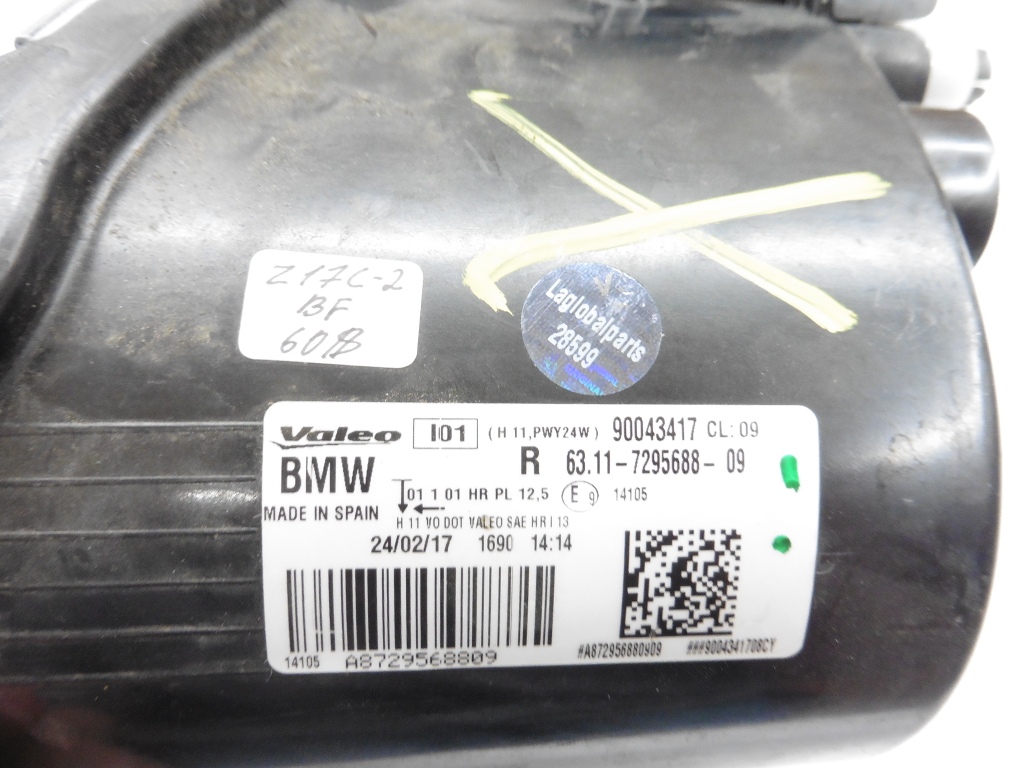 Z17C-2
BF
60$
Laglobalparts
28599
Valeo I01 (H 11,PWY24W) 90043417 CL: 09
BMW R 63.11-7295688-09
01 1 01 HR PL 12,5 E9 14105
MADE IN SPAIN
H 11 VO DOT VALEO SAE HR I 13
24/02/17 1690 14:14
14105 A8729568809
#A872956880909 ###9004341708CY